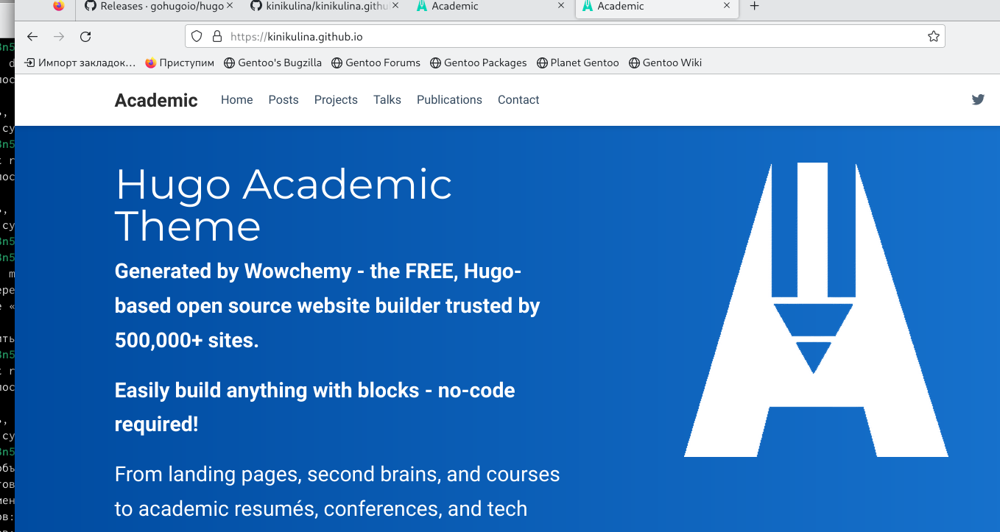 Releases · gohugoio/hugo
kinikulina/kinikulina.githu
Academic
Academic
https://kinikulina.github.io
Импорт закладок...
Приступим
Gentoo's Bugzilla
Gentoo Forums
Gentoo Packages
Planet Gentoo
Gentoo Wiki
Academic
Home
Posts
Projects
Talks
Publications
Contact
Hugo Academic
Theme
Generated by Wowchemy - the FREE, Hugo-
based open source website builder trusted by
500,000+ sites.
Easily build anything with blocks - no-code
required!
From landing pages, second brains, and courses
to academic resumés, conferences, and tech